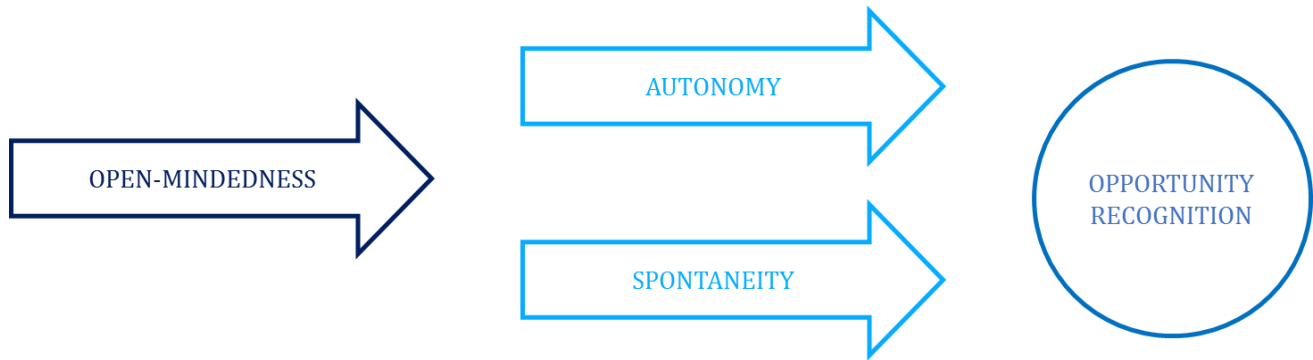 OPEN-MINDEDNESS
AUTONOMY
SPONTANEITY
OPPORTUNITY
RECOGNITION